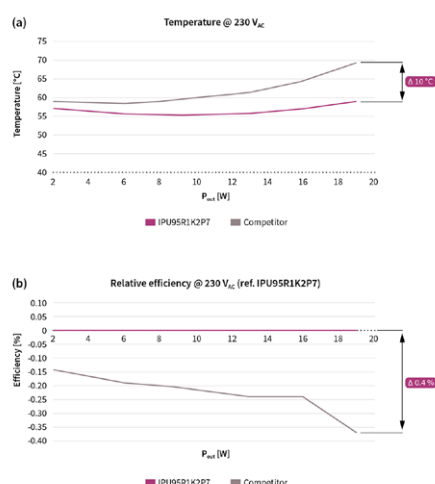 (a)
Temperature @ 230 VAC
75
70
65
60
55
50
45
40
Temperature [°C]
Δ 10 °C
2 4 6 8 10 12 14 16 18 20
Pout [W]
IPU95R1K2P7 Competitor
(b)
Relative efficiency @ 230 VAC (ref. IPU95R1K2P7)
0.10
0.05
0
-0.05
-0.10
-0.15
-0.20
-0.25
-0.30
-0.35
-0.40
Efficiency [%]
2 4 6 8 10 12 14 16 18 20
Δ 0.4 %
Pout [W]
IPU95R1K2P7 Competitor